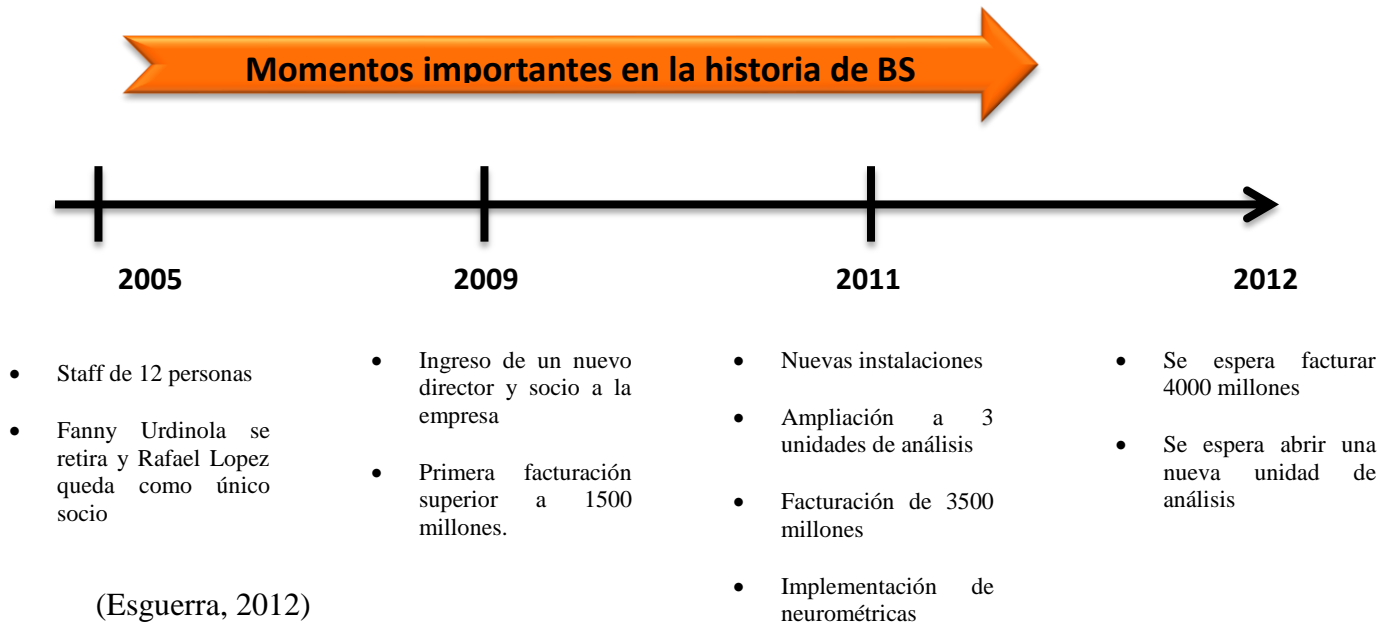 Momentos importantes en la historia de BS
2005
2009
2011
2012
• Staff de 12 personas
• Fanny Urdinola se
retira y Rafael Lopez
queda como único
socio
• Ingreso de un nuevo
director y socio a la
empresa
• Primera facturación
superior a 1500
millones.
• Nuevas instalaciones
• Ampliación a 3
unidades de análisis
• Facturación de 3500
millones
• Implementación de
neurométricas
• Se espera facturar
4000 millones
• Se espera abrir una
nueva unidad de
análisis
(Esguerra, 2012)